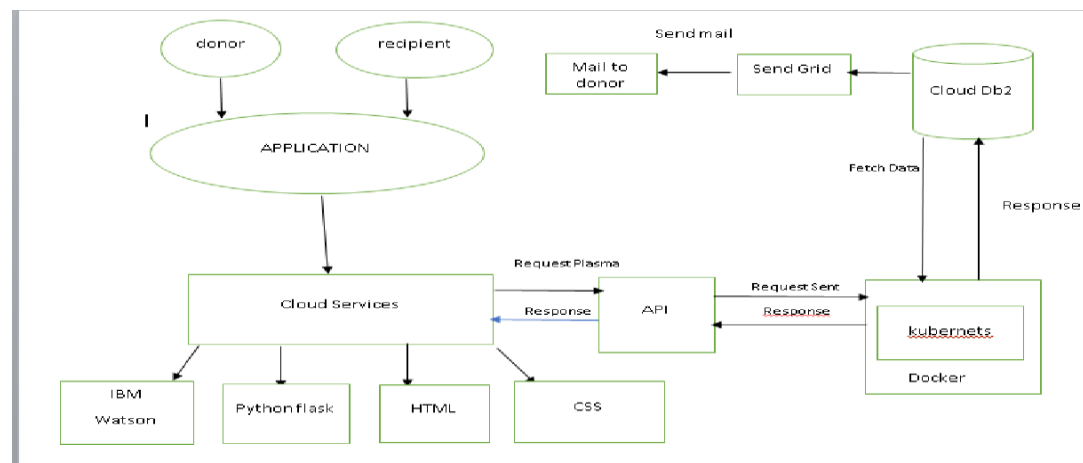 donor
recipient
Send mail
Mail to
donor
Send Grid
Cloud Db2
APPLICATION
Fetch Data
Response
Request Plasma
Cloud Services
Response
API
Request Sent
Response
kubernets
Docker
IBM
Watson
Python flask
HTML
CSS